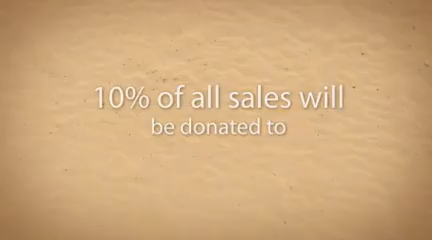 10% of all sales will
be donated to